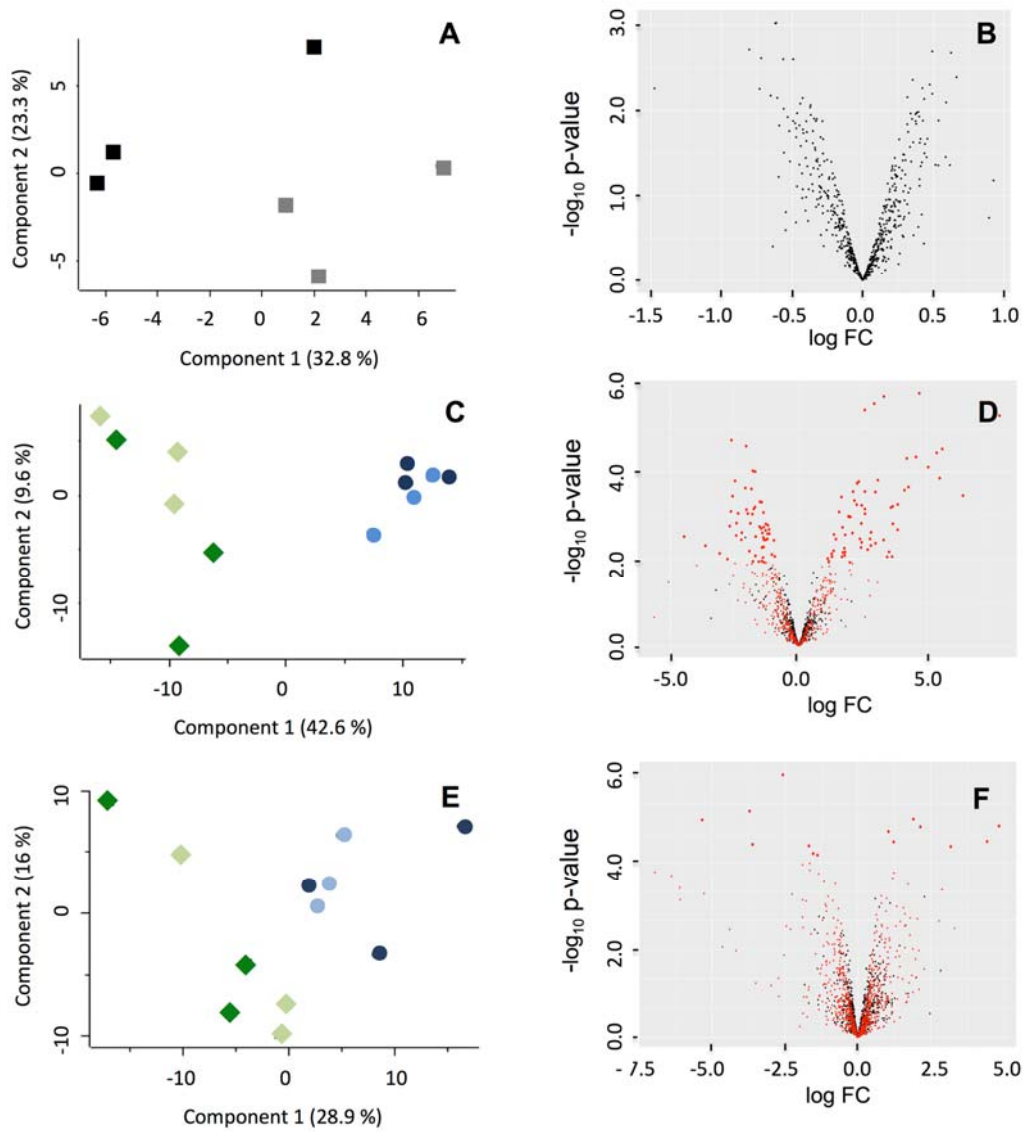 A
Component 2 (23.3 %)
5
0
-5
-6
-4
-2
0
2
4
6
Component 1 (32.8 %)
B
-log10 p-value
3.0
2.0
1.0
0.0
-1.5
-1.0
-0.5
0.0
0.5
1.0
log FC
C
Component 2 (9.6 %)
0
-10
-10
0
10
Component 1 (42.6 %)
D
-log10 p-value
6.0
4.0
2.0
0.0
-5.0
0.0
5.0
log FC
E
Component 2 (16 %)
10
0
-10
-10
0
10
Component 1 (28.9 %)
F
-log10 p-value
6.0
4.0
2.0
0.0
- 7.5
-5.0
-2.5
0.0
2.5
5.0
log FC